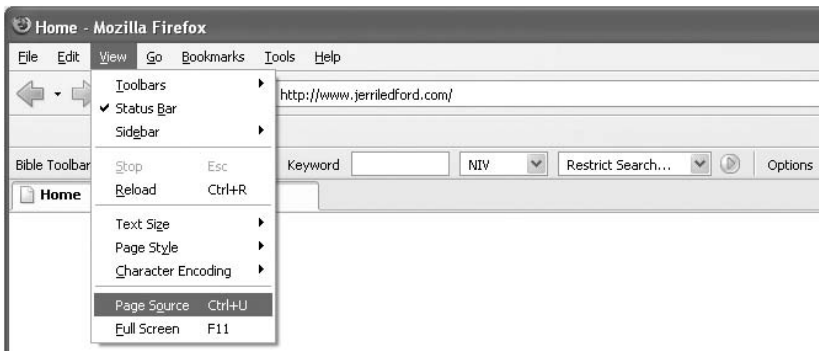 Home - Mozilla Firefox
File Edit View Go Bookmarks Tools Help
http://www.jerriledford.com/
Toolbars
Status Bar
Sidebar
Bible Toolbar Keyword NIV Restrict Search... Options
Stop Esc
Reload Ctrl+R
Home
Text Size
Page Style
Character Encoding
Page Source Ctrl+U
Full Screen F11